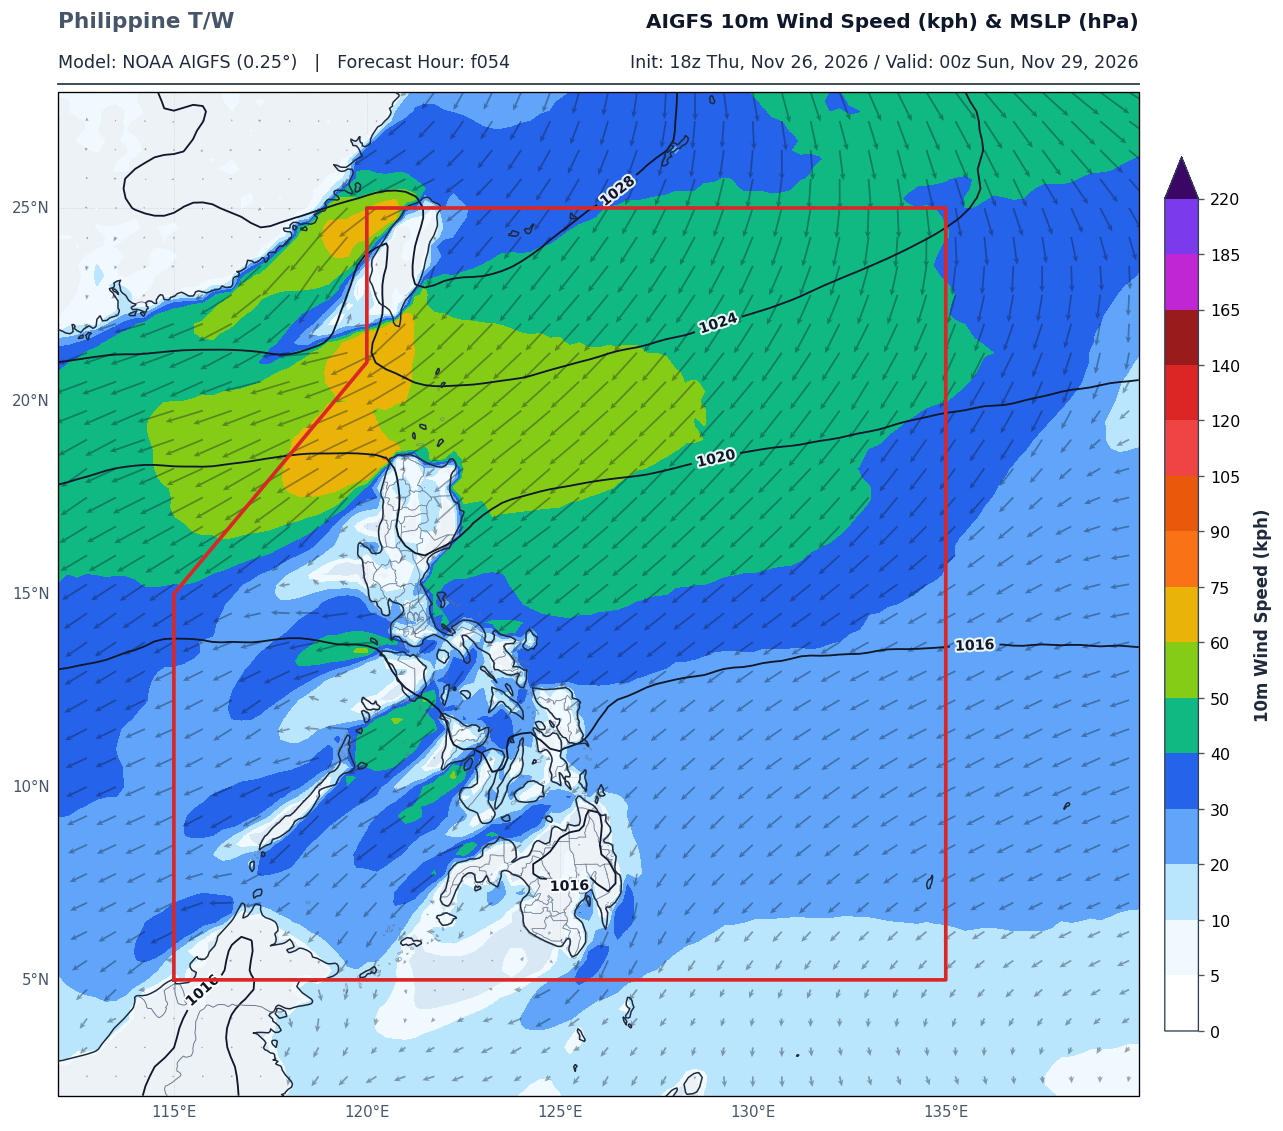 Philippine T/W
AIGFS 10m Wind Speed (kph) & MSLP (hPa)
Model: NOAA AIGFS (0.25°) | Forecast Hour: f054
Init: 18z Thu, Nov 26, 2026 / Valid: 00z Sun, Nov 29, 2026
25°N
20°N
15°N
10°N
5°N
115°E
120°E
125°E
130°E
135°E
1028
1024
1020
1016
1016
1016
220
185
165
140
120
105
90
75
60
50
40
30
20
10
5
0
10m Wind Speed (kph)